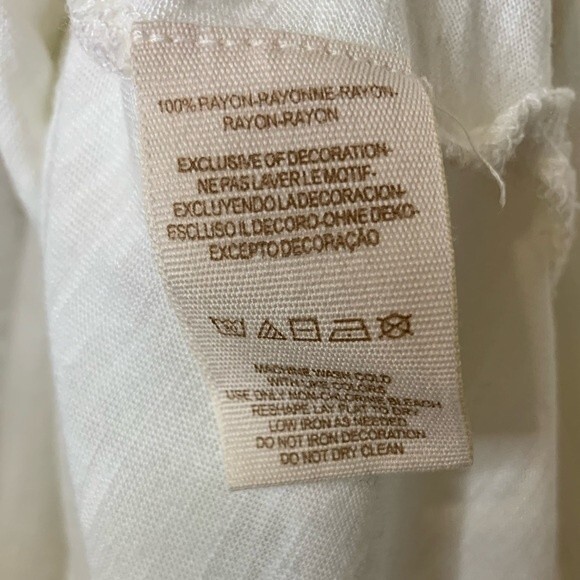 100% RAYON-RAYONNE-RAYON-
RAYON-RAYON
EXCLUSIVE OF DECORATION-
NE PAS LAVER LE MOTIF-
EXCLUYENDO LA DECORACION-
ESCLUSO IL DECORO-OHNE DEKO-
EXCEPTO DECORAÇÃO
MACHINE WASH COLD
WITH LIKE COLORS
USE ONLY NON-CHLORINE BLEACH
RESHAPE LAY FLAT TO DRY
LOW IRON AS NEEDED
DO NOT IRON DECORATION
DO NOT DRY CLEAN